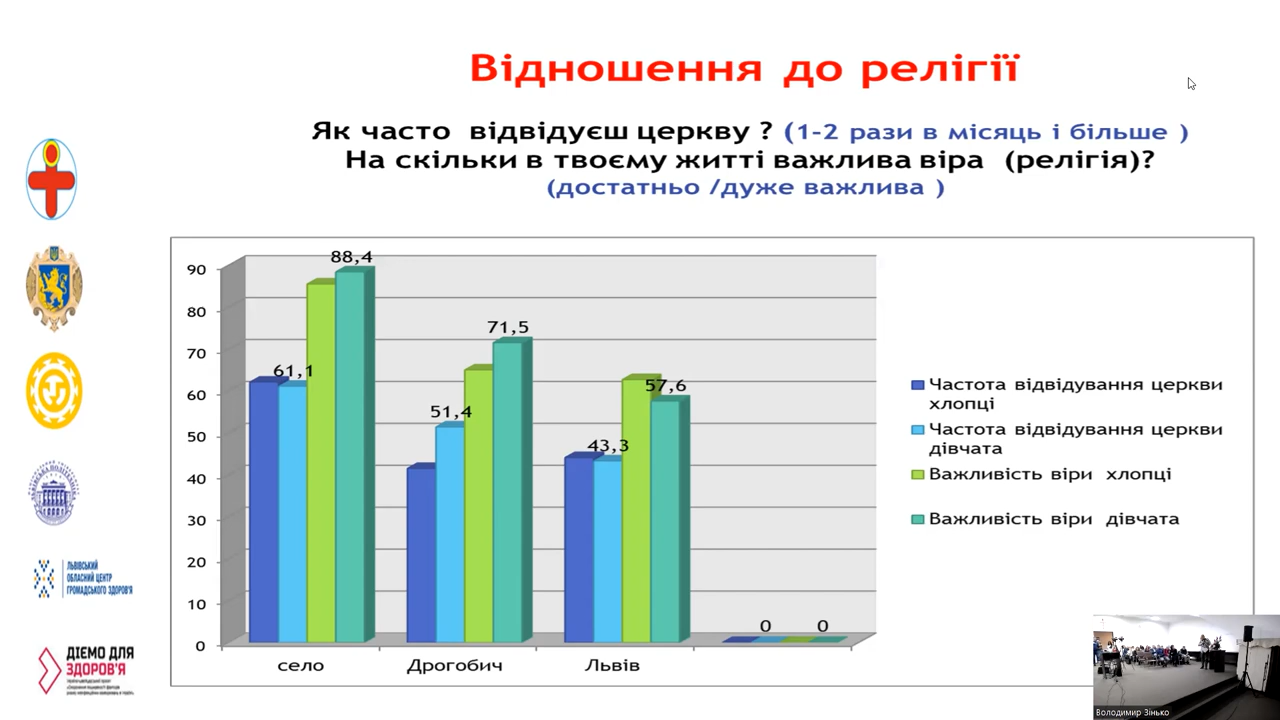 Відношення до релігії
Як часто відвідуєш церкву ? (1-2 рази в місяць і більше )
На скільки в твоєму житті важлива віра (релігія)?
(достатньо /дуже важлива )
90
80
70
60
50
40
30
20
10
0
88,4
61,1
71,5
51,4
57,6
43,3
0
0
село
Дрогобич
Львів
Частота відвідування церкви
хлопці
Частота відвідування церкви
дівчата
Важливість віри хлопці
Важливість віри дівчата
ЛЬВІВСЬКИЙ
ОБЛАСНИЙ ЦЕНТР
ГРОМАДСЬКОГО ЗДОРОВ'Я
ДІЄМО ДЛЯ
ЗДОРОВ'Я
Володимир Зінько